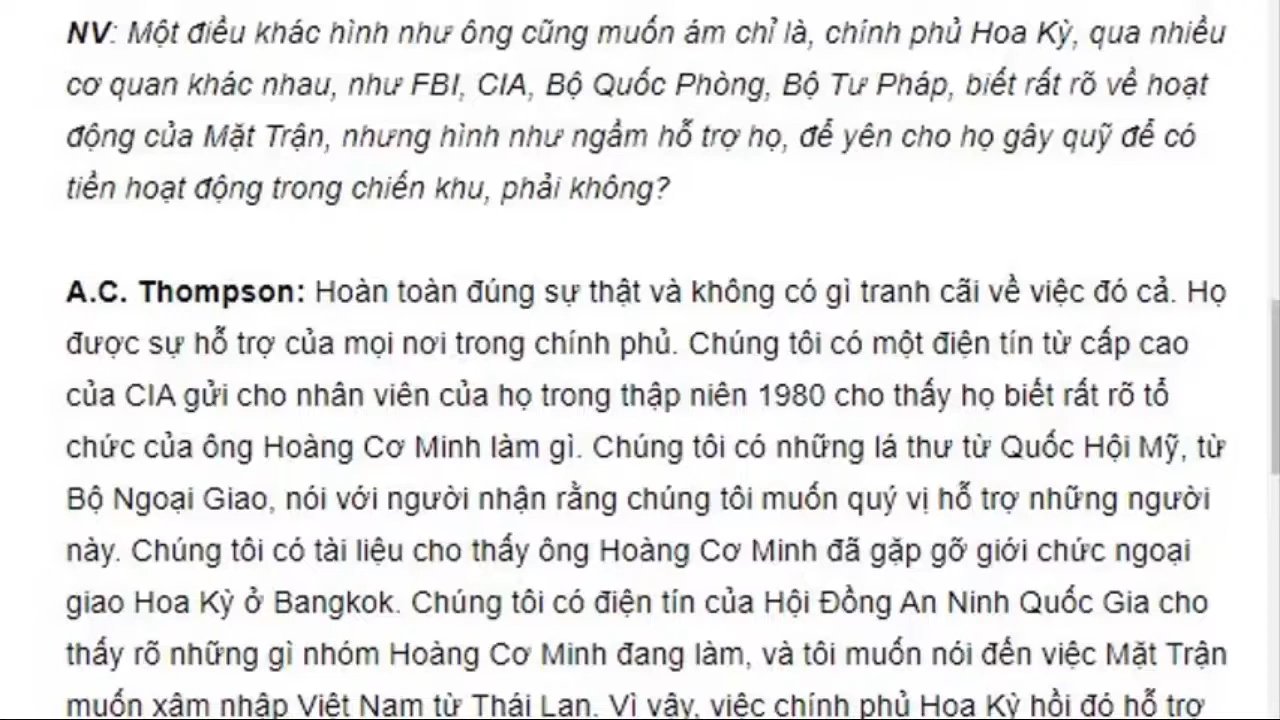 NV: Một điều khác hình như ông cũng muốn ám chỉ là, chính phủ Hoa Kỳ, qua nhiều
cơ quan khác nhau, như FBI, CIA, Bộ Quốc Phòng, Bộ Tư Pháp, biết rất rõ về hoạt
động của Mặt Trận, nhưng hình như ngầm hỗ trợ họ, để yên cho họ gây quỹ để có
tiền hoạt động trong chiến khu, phải không?
A.C. Thompson: Hoàn toàn đúng sự thật và không có gì tranh cãi về việc đó cả. Họ
được sự hỗ trợ của mọi nơi trong chính phủ. Chúng tôi có một điện tín từ cấp cao
của CIA gửi cho nhân viên của họ trong thập niên 1980 cho thấy họ biết rất rõ tổ
chức của ông Hoàng Cơ Minh làm gì. Chúng tôi có những lá thư từ Quốc Hội Mỹ, từ
Bộ Ngoại Giao, nói với người nhận rằng chúng tôi muốn quý vị hỗ trợ những người
này. Chúng tôi có tài liệu cho thấy ông Hoàng Cơ Minh đã gặp gỡ giới chức ngoại
giao Hoa Kỳ ở Bangkok. Chúng tôi có điện tín của Hội Đồng An Ninh Quốc Gia cho
thấy rõ những gì nhóm Hoàng Cơ Minh đang làm, và tôi muốn nói đến việc Mặt Trận
muốn xâm nhập Việt Nam từ Thái Lan. Vì vậy, việc chính phủ Hoa Kỳ hồi đó hỗ trợ